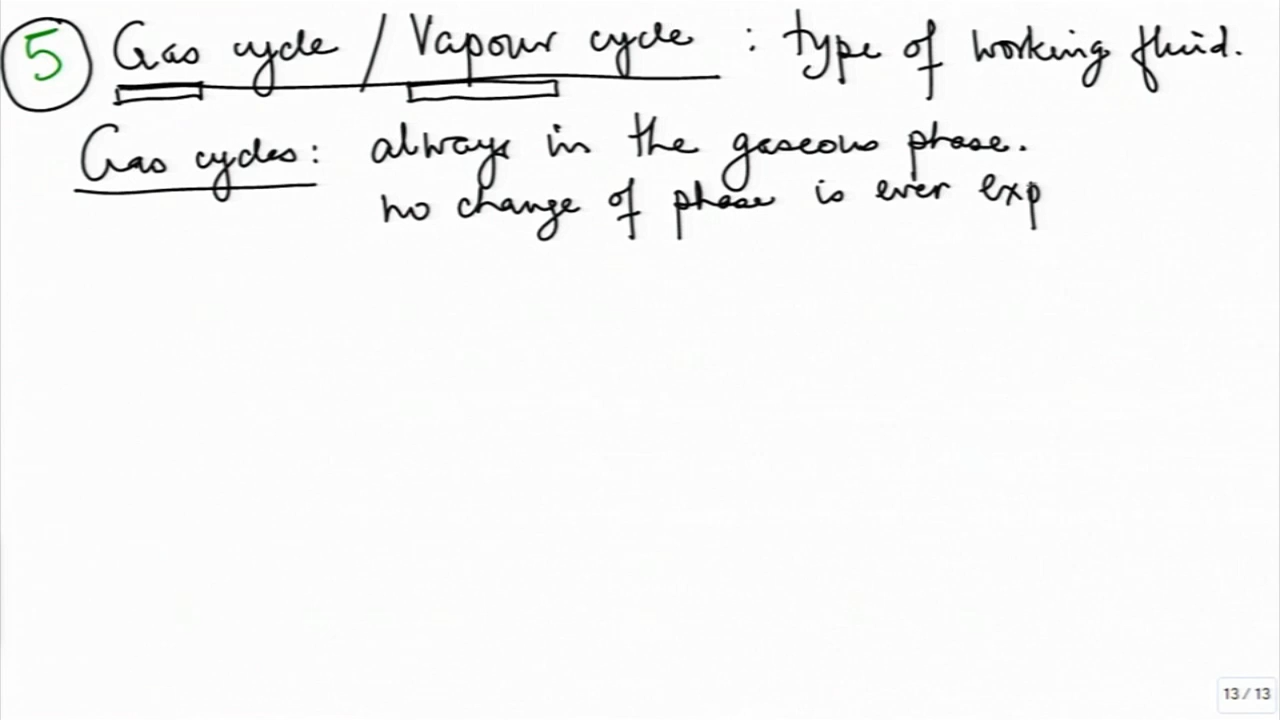 5 Gas cycle / Vapour cycle : type of working fluid.
Gas cycles: always in the gaseous phase.
no change of phase is ever exp
13 / 13